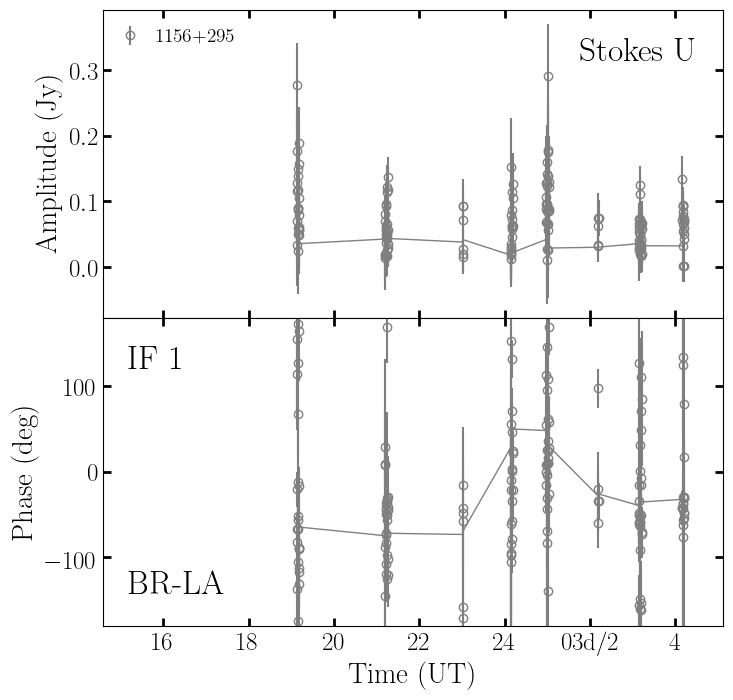 1156+295
Stokes U
Amplitude (Jy)
0.3
0.2
0.1
0.0
IF 1
Phase (deg)
100
0
−100
BR-LA
16 18 20 22 24 03d/2 4
Time (UT)